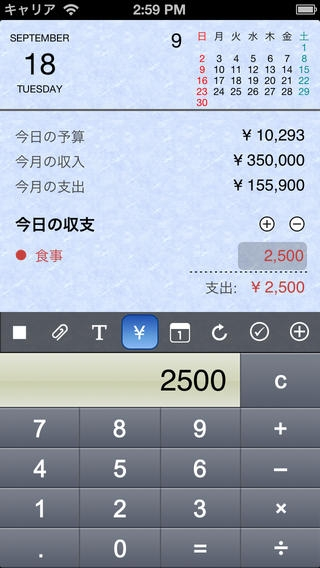 キャリア 2:59 PM
SEPTEMBER
18
TUESDAY
9
日 月 火 水 木 金 土
1
2 3 4 5 6 7 8
9 10 11 12 13 14 15
16 17 18 19 20 21 22
23 24 25 26 27 28 29
30
今日の予算 ¥ 10,293
今月の収入 ¥ 350,000
今月の支出 ¥ 155,900
今日の収支
食事 2,500
支出: ¥ 2,500
T ¥ 1
2500 C
7 8 9 +
4 5 6 −
1 2 3 ×
. 0 = ÷